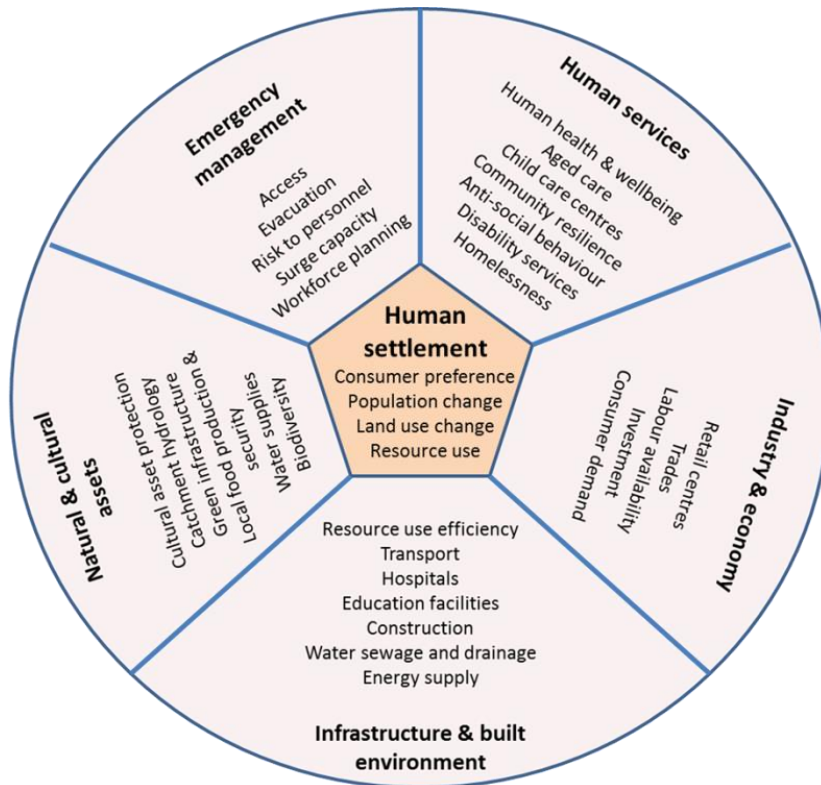 Emergency
management
Access
Evacuation
Risk to personnel
Surge capacity
Workforce planning
Human services
Human health & wellbeing
Aged care
Child care centres
Community resilience
Anti-social behaviour
Disability services
Homelessness
Human
settlement
Consumer preference
Population change
Land use change
Resource use
Natural & cultural
assets
Cultural asset protection
Catchment hydrology
Green infrastructure
Local food production &
security
Water supplies
Biodiversity
Industry & economy
Retail centres
Trades
Labour availability
Investment
Consumer demand
Resource use efficiency
Transport
Hospitals
Education facilities
Construction
Water sewage and drainage
Energy supply
Infrastructure & built
environment